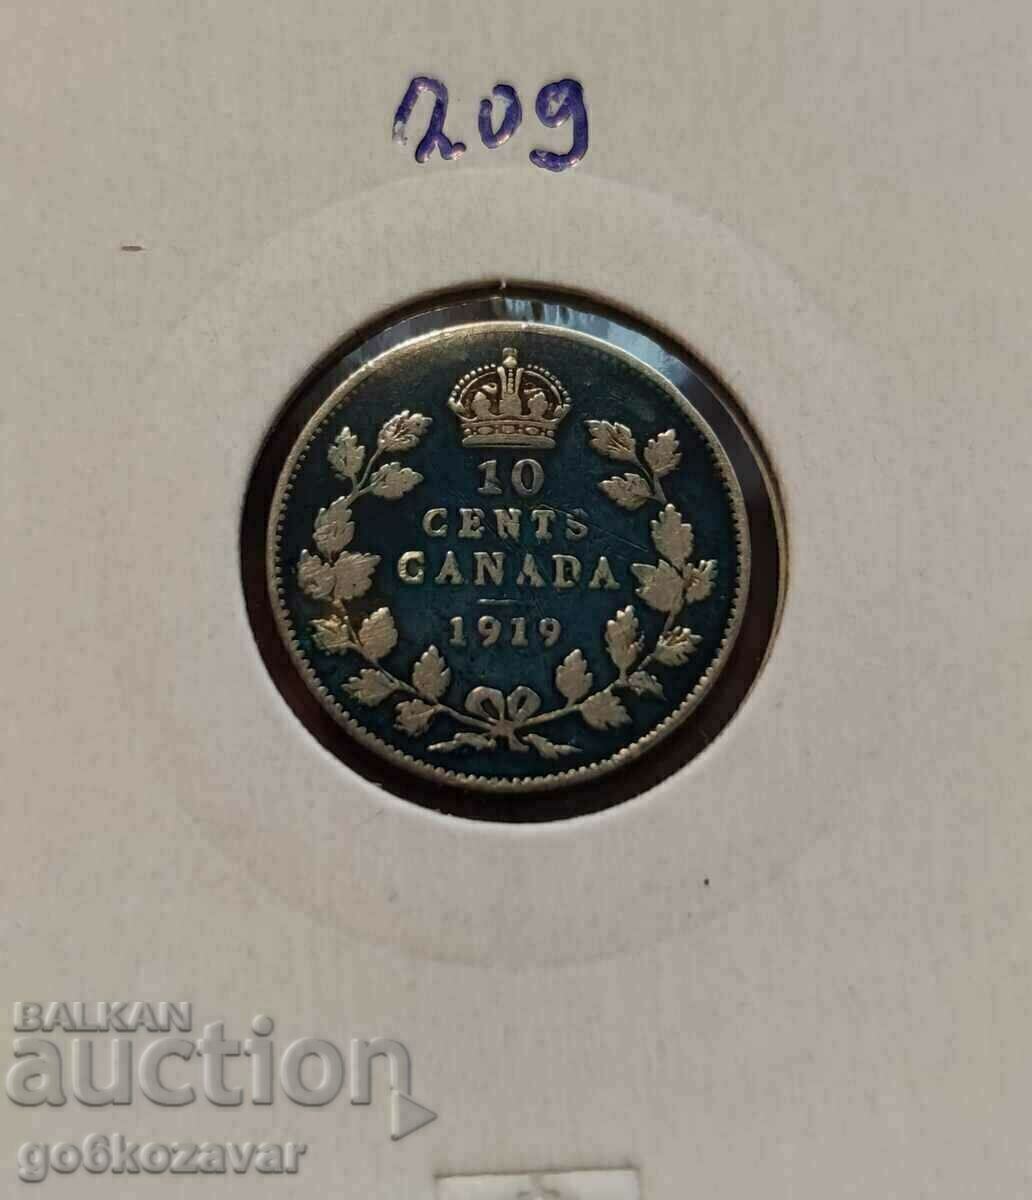 209
10
CENTS
CANADA
1919
BALKAN
auction
go6kozavar